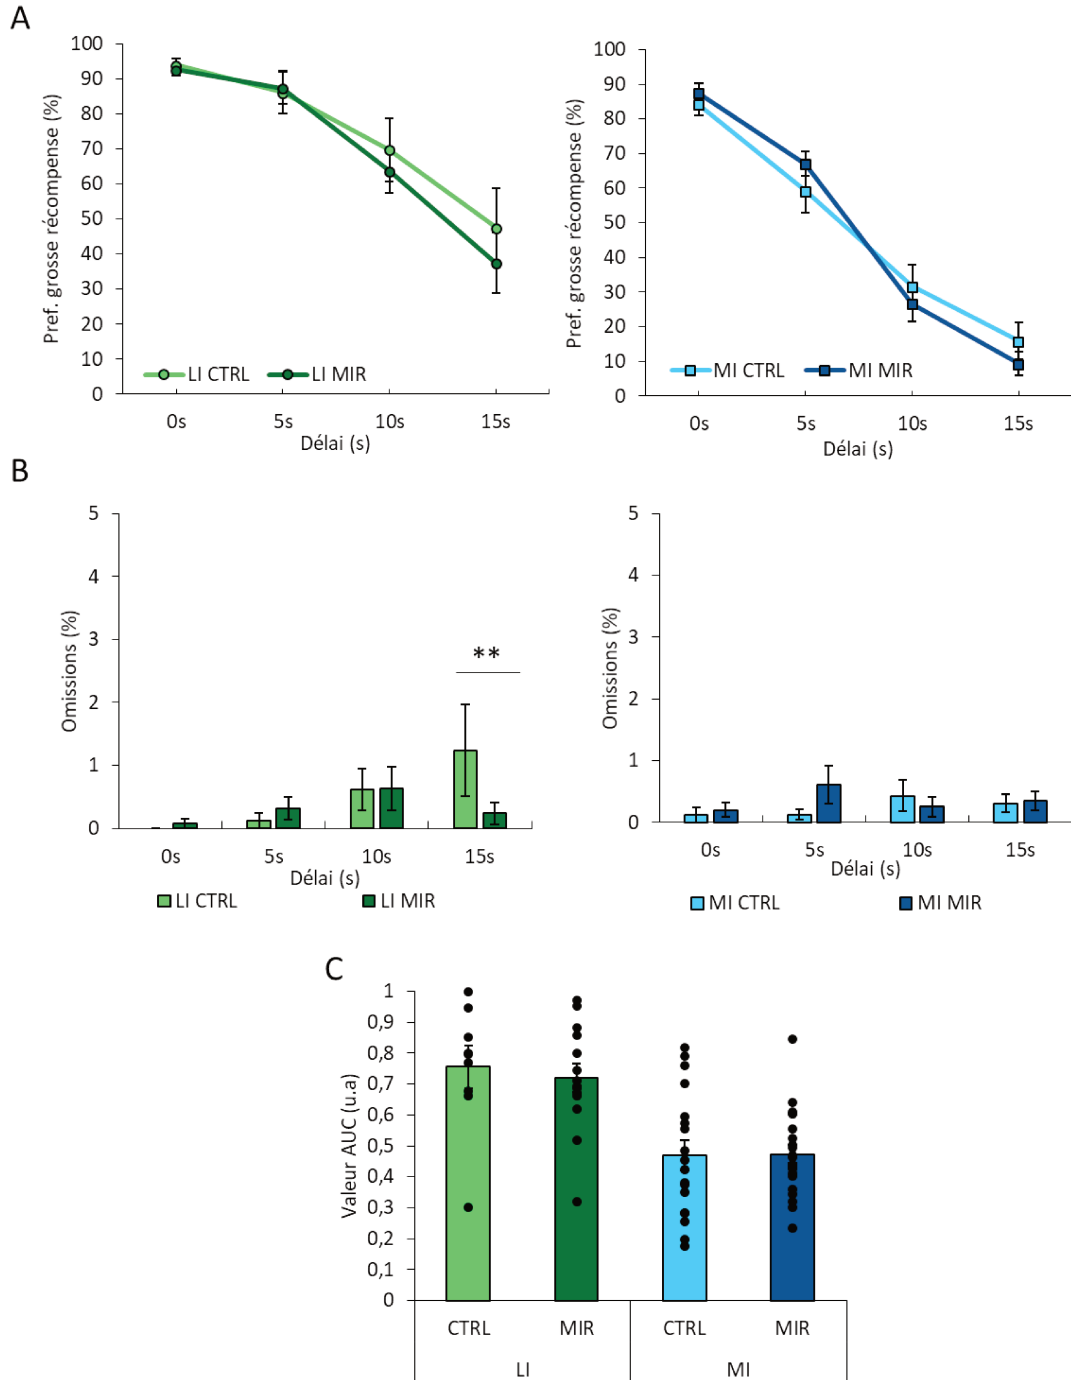 A
100
90
80
70
60
50
40
30
20
10
0
Pref. grosse récompense (%)
LI CTRL LI MIR
0s 5s 10s 15s
Délai (s)
100
90
80
70
60
50
40
30
20
10
0
Pref. grosse récompense (%)
MI CTRL MI MIR
0s 5s 10s 15s
Délai (s)
B
5
4
3
2
1
0
Omissions (%)
**
0s 5s 10s 15s
Délai (s)
LI CTRL LI MIR
5
4
3
2
1
0
Omissions (%)
0s 5s 10s 15s
Délai (s)
MI CTRL MI MIR
C
1
0,9
0,8
0,7
0,6
0,5
0,4
0,3
0,2
0,1
0
Valeur AUC (u.a)
CTRL MIR CTRL MIR
LI MI